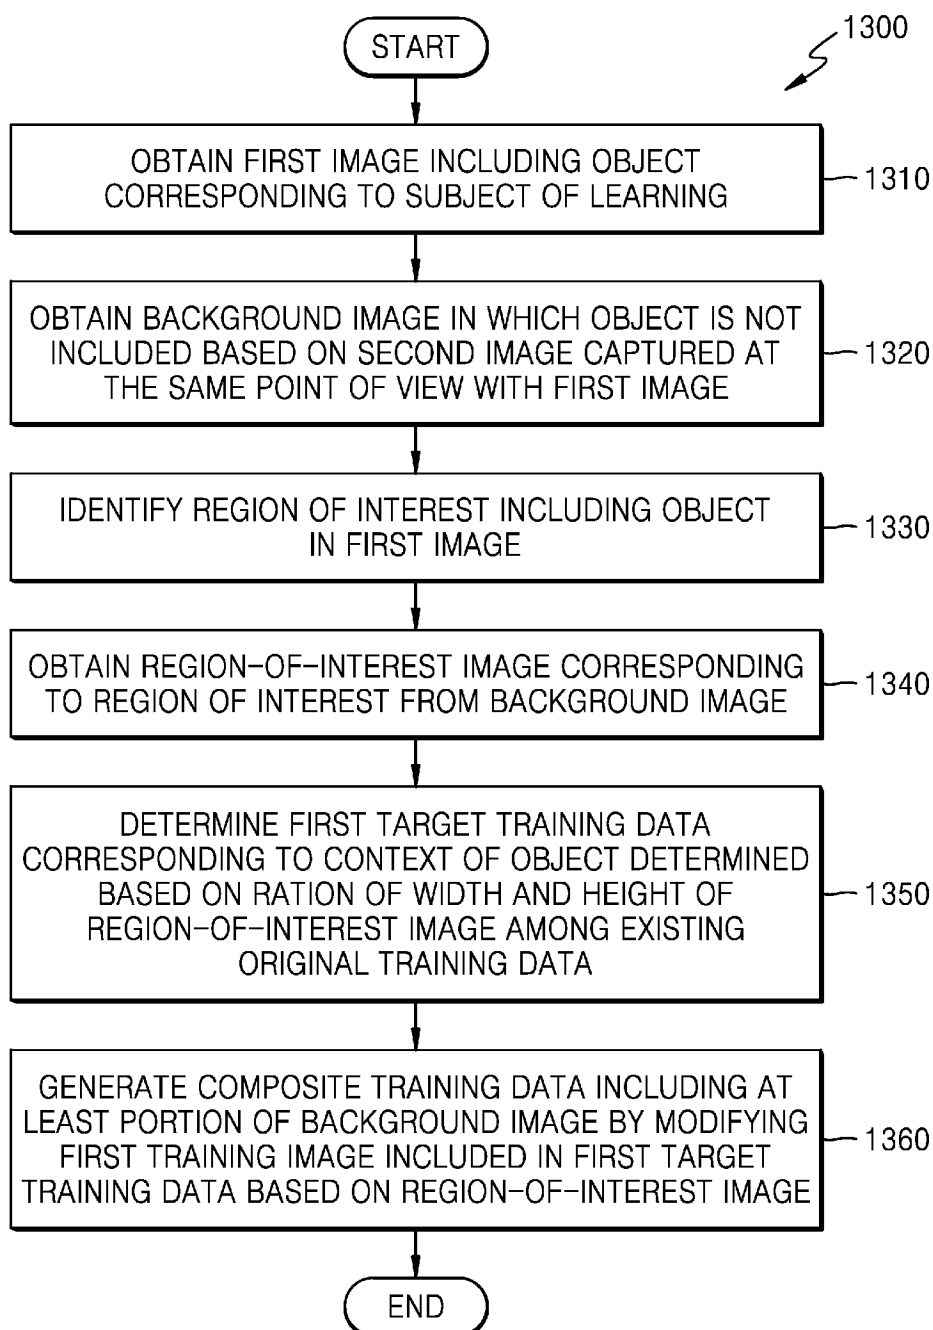 1300
START
OBTAIN FIRST IMAGE INCLUDING OBJECT
CORRESPONDING TO SUBJECT OF LEARNING
1310
OBTAIN BACKGROUND IMAGE IN WHICH OBJECT IS NOT
INCLUDED BASED ON SECOND IMAGE CAPTURED AT
THE SAME POINT OF VIEW WITH FIRST IMAGE
1320
IDENTIFY REGION OF INTEREST INCLUDING OBJECT
IN FIRST IMAGE
1330
OBTAIN REGION-OF-INTEREST IMAGE CORRESPONDING
TO REGION OF INTEREST FROM BACKGROUND IMAGE
1340
DETERMINE FIRST TARGET TRAINING DATA
CORRESPONDING TO CONTEXT OF OBJECT DETERMINED
BASED ON RATION OF WIDTH AND HEIGHT OF
REGION-OF-INTEREST IMAGE AMONG EXISTING
ORIGINAL TRAINING DATA
1350
GENERATE COMPOSITE TRAINING DATA INCLUDING AT
LEAST PORTION OF BACKGROUND IMAGE BY MODIFYING
FIRST TRAINING IMAGE INCLUDED IN FIRST TARGET
TRAINING DATA BASED ON REGION-OF-INTEREST IMAGE
1360
END